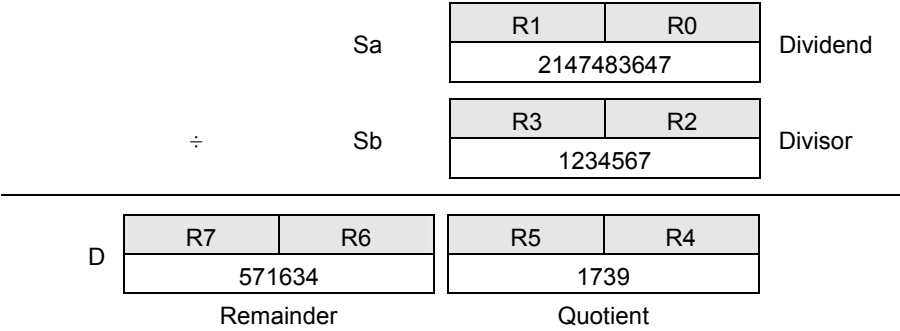 R1 R0
Sa Dividend
2147483647
R3 R2
÷ Sb Divisor
1234567
R7 R6 R5 R4
D
571634 1739
Remainder Quotient